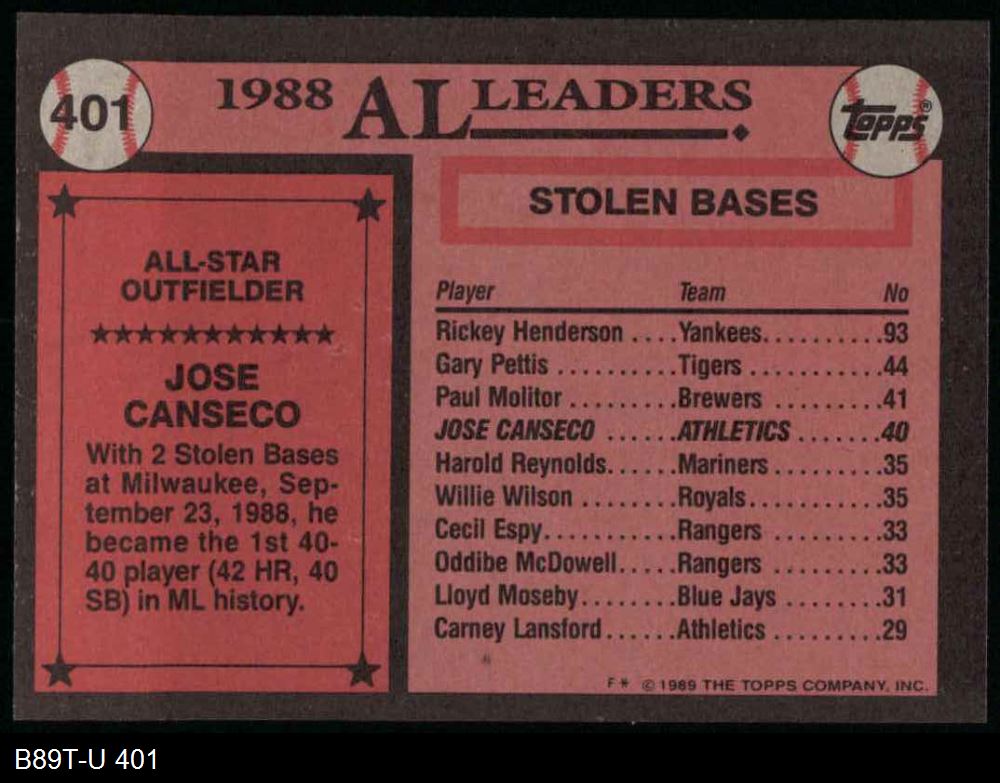 401
1988 AL LEADERS
Topps®
ALL-STAR
OUTFIELDER
JOSE
CANSECO
With 2 Stolen Bases
at Milwaukee, Sep-
tember 23, 1988, he
became the 1st 40-
40 player (42 HR, 40
SB) in ML history.
STOLEN BASES
Player Team No
Rickey Henderson ....Yankees..........93
Gary Pettis ..........Tigers ...........44
Paul Molitor .........Brewers .........41
JOSE CANSECO ......ATHLETICS .......40
Harold Reynolds......Mariners.........35
Willie Wilson ........Royals...........35
Cecil Espy............Rangers .........33
Oddibe McDowell.....Rangers .........33
Lloyd Moseby........Blue Jays ........31
Carney Lansford......Athletics .........29
F* © 1989 THE TOPPS COMPANY, INC.
B89T-U 401